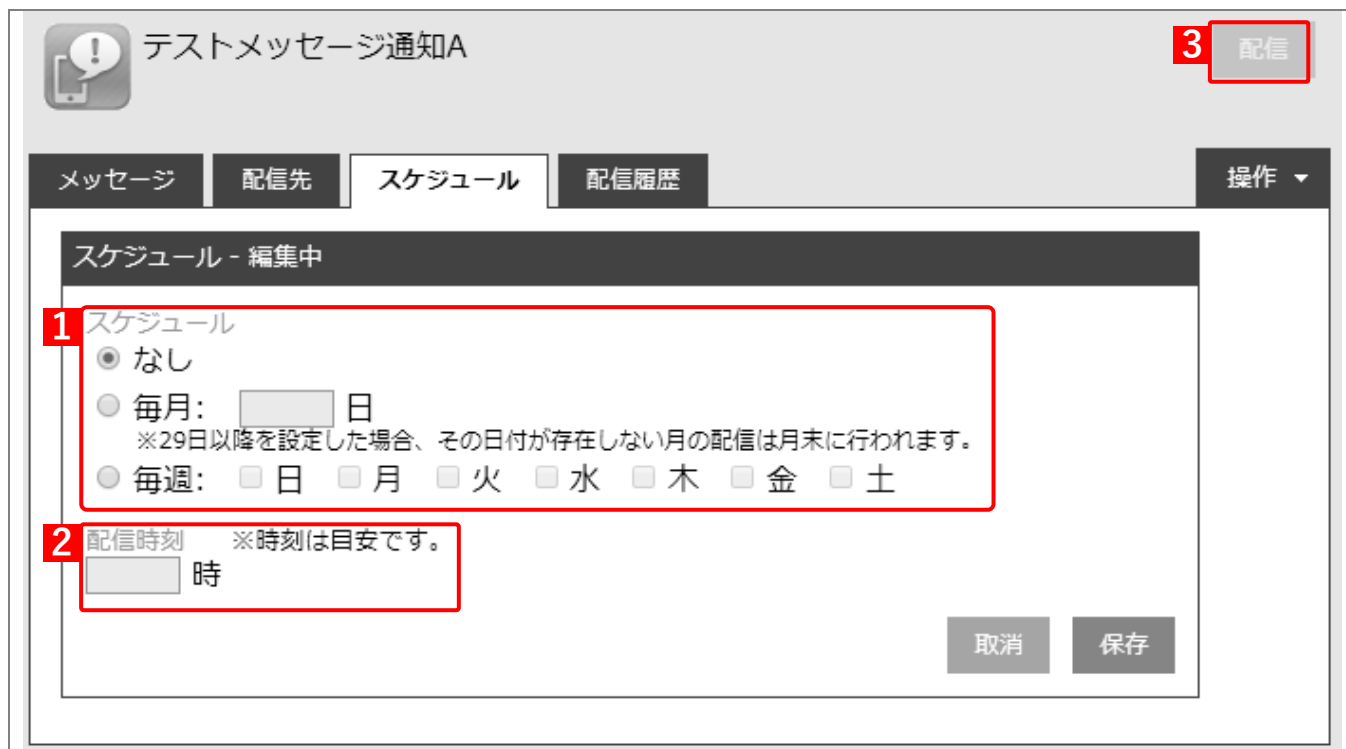 テストメッセージ通知A
3 配信
メッセージ 配信先 スケジュール 配信履歴 操作
スケジュール - 編集中
1 スケジュール
なし
毎月: 日
※29日以降を設定した場合、その日付が存在しない月の配信は月末に行われます。
毎週: 日 月 火 水 木 金 土
2 配信時刻 ※時刻は目安です。
時
取消 保存